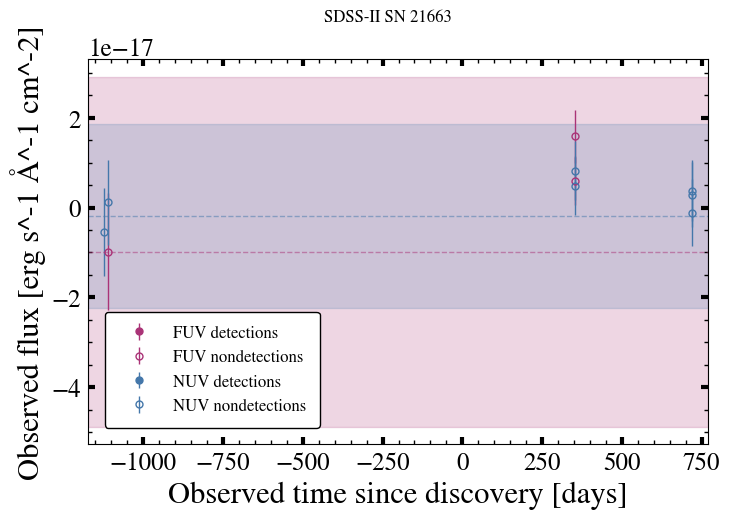 SDSS-II SN 21663
1e−17
Observed flux [erg s^-1 Å^-1 cm^-2]
2
0
−2
−4
FUV detections
FUV nondetections
NUV detections
NUV nondetections
−1000 −750 −500 −250 0 250 500 750
Observed time since discovery [days]